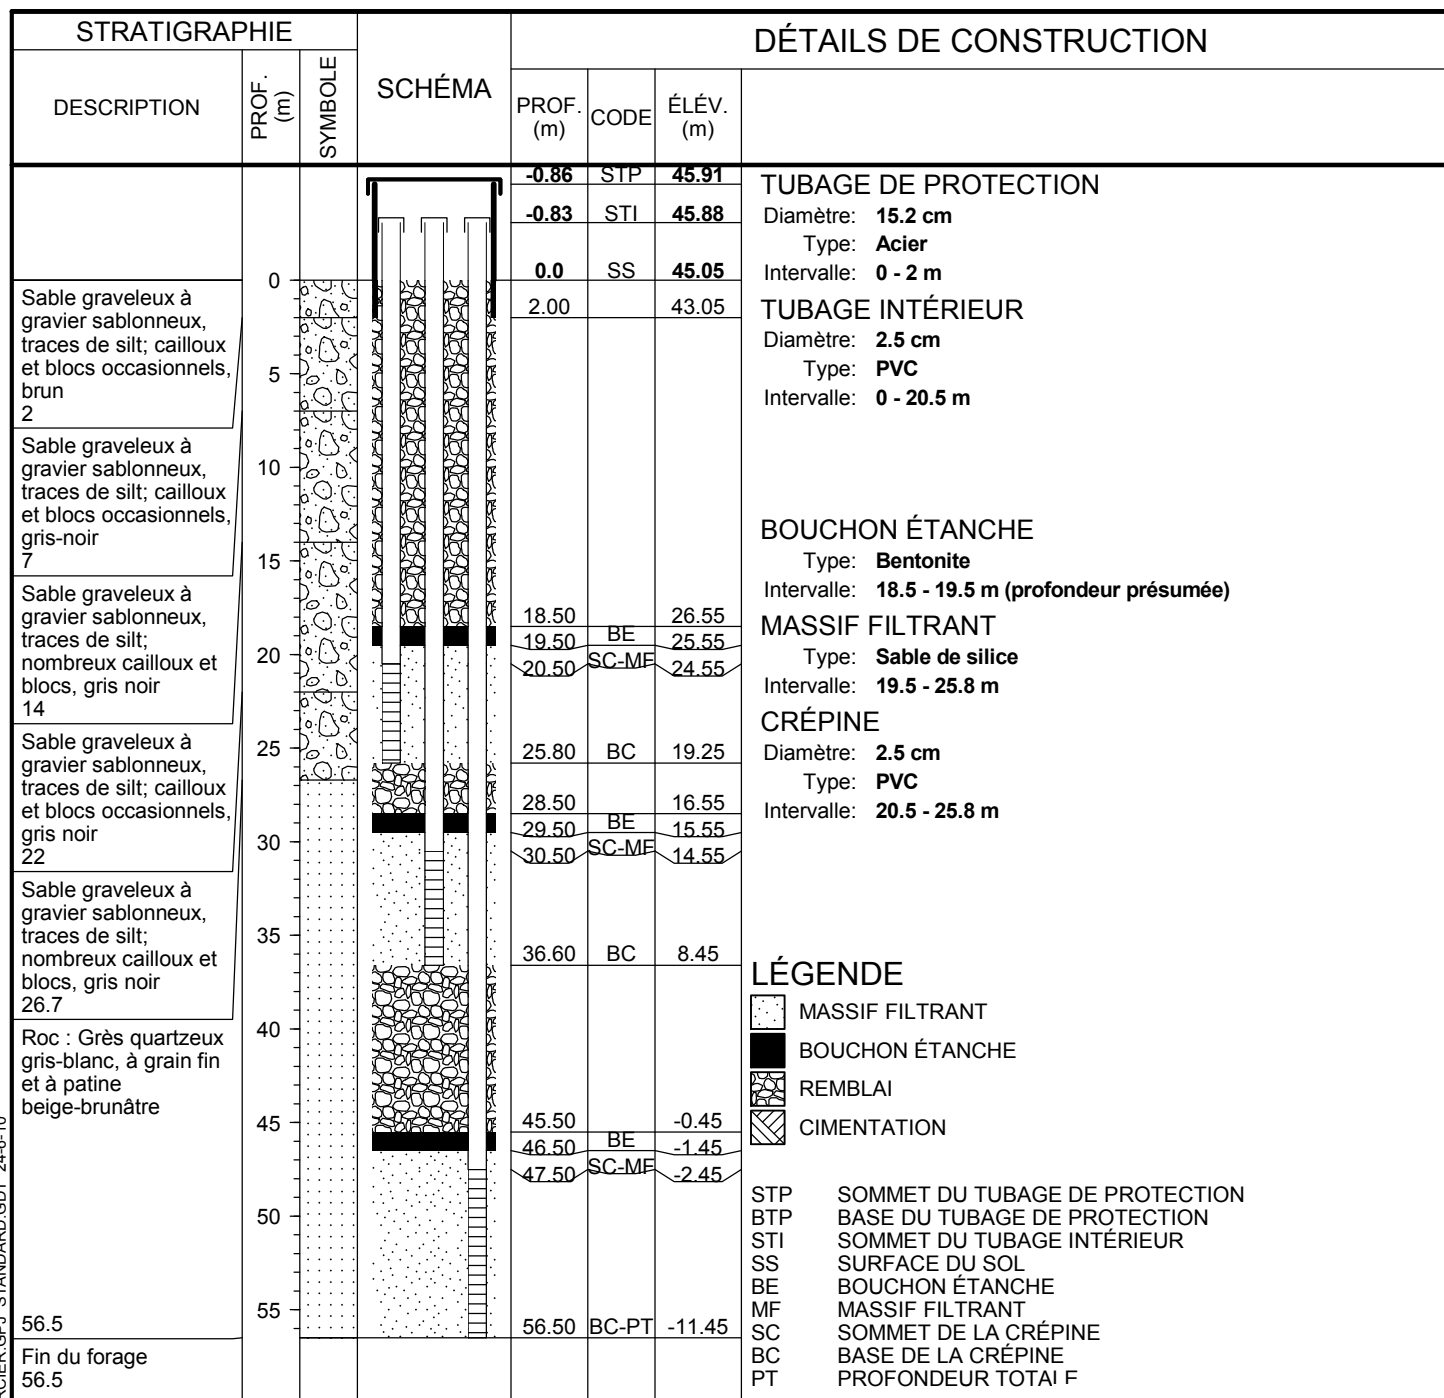 STRATIGRAPHIE
DESCRIPTION
PROF. (m)
SYMBOLE
SCHÉMA
DÉTAILS DE CONSTRUCTION
PROF. (m)
CODE
ÉLÉV. (m)
Sable graveleux à
gravier sablonneux,
traces de silt; cailloux
et blocs occasionnels,
brun
2
Sable graveleux à
gravier sablonneux,
traces de silt; cailloux
et blocs occasionnels,
gris-noir
7
Sable graveleux à
gravier sablonneux,
traces de silt;
nombreux cailloux et
blocs, gris noir
14
Sable graveleux à
gravier sablonneux,
traces de silt; cailloux
et blocs occasionnels,
gris noir
22
Sable graveleux à
gravier sablonneux,
traces de silt;
nombreux cailloux et
blocs, gris noir
26.7
Roc : Grès quartzeux
gris-blanc, à grain fin
et à patine
beige-brunâtre
56.5
Fin du forage
56.5
0
5
10
15
20
25
30
35
40
45
50
55
-0.86 STP 45.91
-0.83 STI 45.88
0.0 SS 45.05
2.00 43.05
18.50 26.55
BE
19.50 25.55
SC-MF
20.50 24.55
25.80 BC 19.25
28.50 16.55
BE
29.50 15.55
SC-MF
30.50 14.55
36.60 BC 8.45
45.50 -0.45
BE
46.50 -1.45
SC-MF
47.50 -2.45
56.50 BC-PT -11.45
TUBAGE DE PROTECTION
Diamètre: 15.2 cm
Type: Acier
Intervalle: 0 - 2 m
TUBAGE INTÉRIEUR
Diamètre: 2.5 cm
Type: PVC
Intervalle: 0 - 20.5 m
BOUCHON ÉTANCHE
Type: Bentonite
Intervalle: 18.5 - 19.5 m (profondeur présumée)
MASSIF FILTRANT
Type: Sable de silice
Intervalle: 19.5 - 25.8 m
CRÉPINE
Diamètre: 2.5 cm
Type: PVC
Intervalle: 20.5 - 25.8 m
LÉGENDE
MASSIF FILTRANT
BOUCHON ÉTANCHE
REMBLAI
CIMENTATION
STP SOMMET DU TUBAGE DE PROTECTION
BTP BASE DU TUBAGE DE PROTECTION
STI SOMMET DU TUBAGE INTÉRIEUR
SS SURFACE DU SOL
BE BOUCHON ÉTANCHE
MF MASSIF FILTRANT
SC SOMMET DE LA CRÉPINE
BC BASE DE LA CRÉPINE
PT PROFONDEUR TOTALE